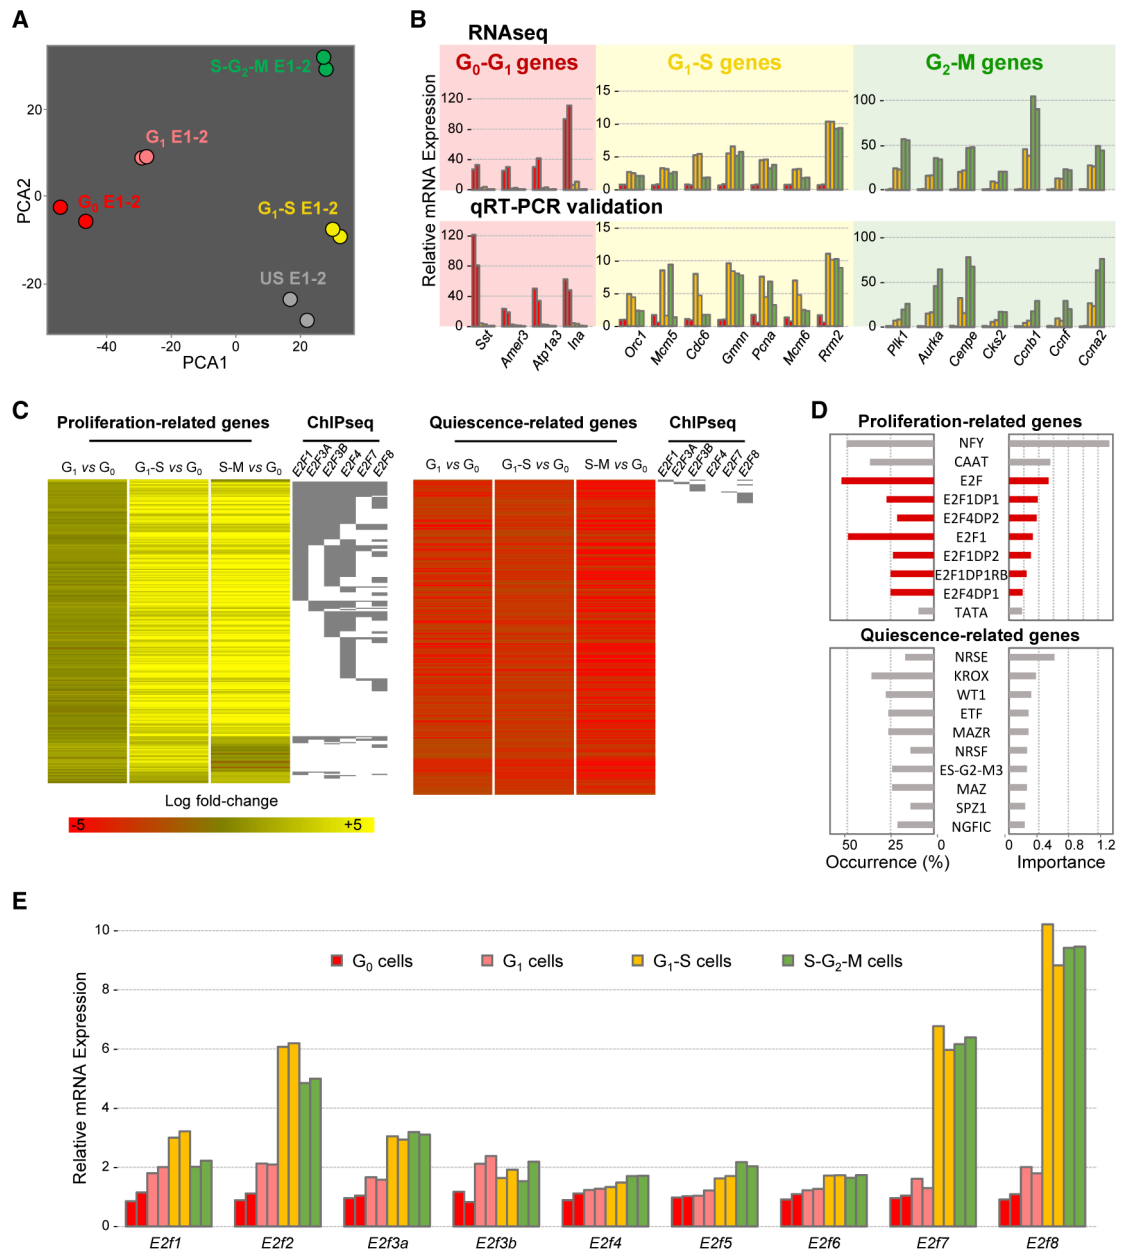 A
S-G2-M E1-2
G1 E1-2
G0 E1-2
G1-S E1-2
US E1-2
20
0
-20
PCA2
-40 -20 0 20
PCA1
B
RNAseq
G0-G1 genes
G1-S genes
G2-M genes
120
80
40
0
15
10
5
0
100
50
0
Relative mRNA Expression
qRT-PCR validation
120
80
40
0
15
10
5
0
100
50
0
Sst Amer3 Atp1a3 Ina
Orc1 Mcm5 Cdc6 Gmnn Pcna Mcm6 Rrm2
Plk1 Aurka Cenpe Cks2 Ccnb1 Ccnf Ccna2
C
Proliferation-related genes
ChIPseq
G1 vs G0 G1-S vs G0 S-M vs G0
E2F1 E2F3A E2F3B E2F4 E2F7 E2F8
Quiescence-related genes
ChIPseq
G1 vs G0 G1-S vs G0 S-M vs G0
E2F1 E2F3A E2F3B E2F4 E2F7 E2F8
Log fold-change
-5 +5
D
Proliferation-related genes
NFY
CAAT
E2F
E2F1DP1
E2F4DP2
E2F1
E2F1DP2
E2F1DP1RB
E2F4DP1
TATA
Quiescence-related genes
NRSE
KROX
WT1
ETF
MAZR
NRSF
ES-G2-M3
MAZ
SPZ1
NGFIC
50 25 0 0 0.4 0.8 1.2
Occurrence (%) Importance
E
10
8
6
4
2
0
Relative mRNA Expression
G0 cells G1 cells G1-S cells S-G2-M cells
E2f1 E2f2 E2f3a E2f3b E2f4 E2f5 E2f6 E2f7 E2f8